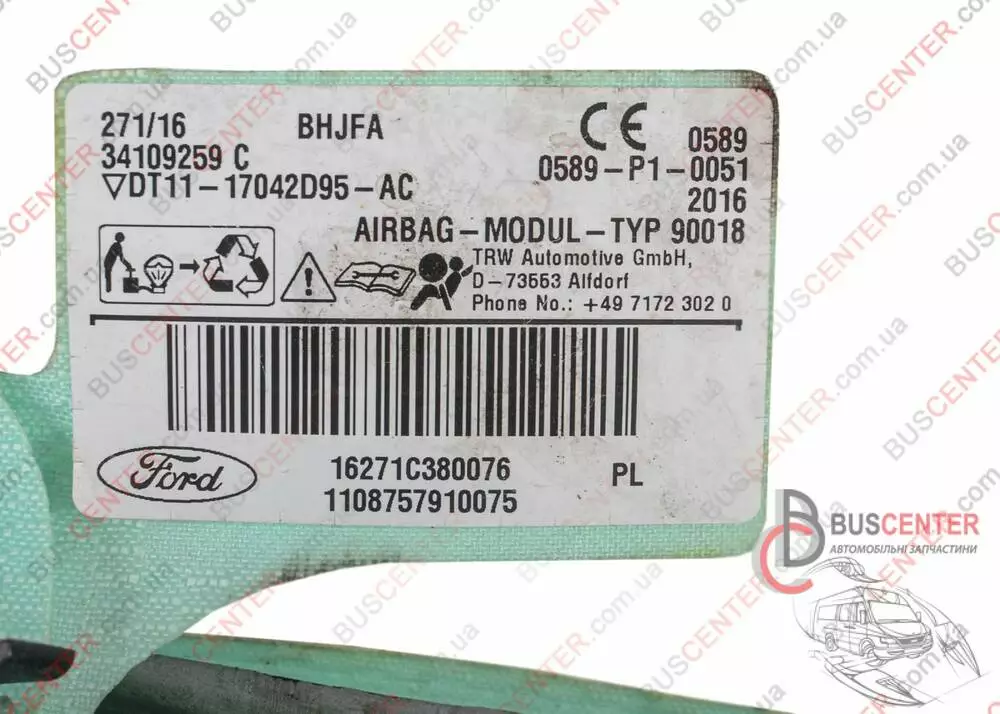 271/16 BHJFA
34109259 C
▽DT11-17042D95-AC
CE 0589
0589-P1-0051
2016
AIRBAG-MODUL-TYP 90018
TRW Automotive GmbH,
D-73553 Alfdorf
Phone No.: +49 7172 302 0
Ford
16271C380076 PL
1108757910075
BUSCENTER
АВТОМОБІЛЬНІ ЗАПЧАСТИНИ
BUSCENTER.com.ua